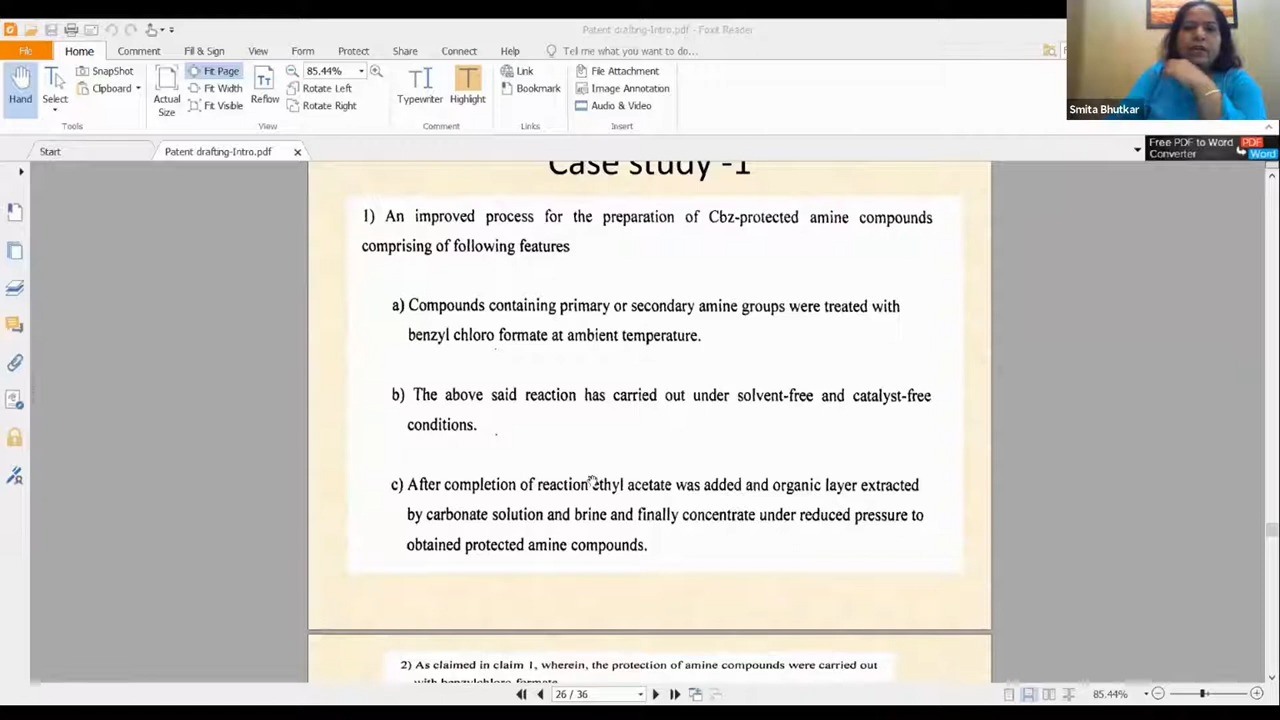 Patent drafting-Intro.pdf - Foxit Reader
File Home Comment Fill & Sign View Form Protect Share Connect Help Tell me what you want to do...
Hand
Select
SnapShot
Clipboard
Tools
Actual Size
Fit Page
Fit Width
Fit Visible
Reflow
85.44%
Rotate Left
Rotate Right
View
Typewriter
Highlight
Comment
Link
Bookmark
Links
File Attachment
Image Annotation
Audio & Video
Insert
Smita Bhutkar
Start
Patent drafting-Intro.pdf
Free PDF to Word Converter
PDF
Word
Case study -1
1) An improved process for the preparation of Cbz-protected amine compounds
comprising of following features
a) Compounds containing primary or secondary amine groups were treated with
benzyl chloro formate at ambient temperature.
b) The above said reaction has carried out under solvent-free and catalyst-free
conditions.
c) After completion of reaction ethyl acetate was added and organic layer extracted
by carbonate solution and brine and finally concentrate under reduced pressure to
obtained protected amine compounds.
2) As claimed in claim 1, wherein, the protection of amine compounds were carried out
with benzylchloro formate
26 / 36
85.44%